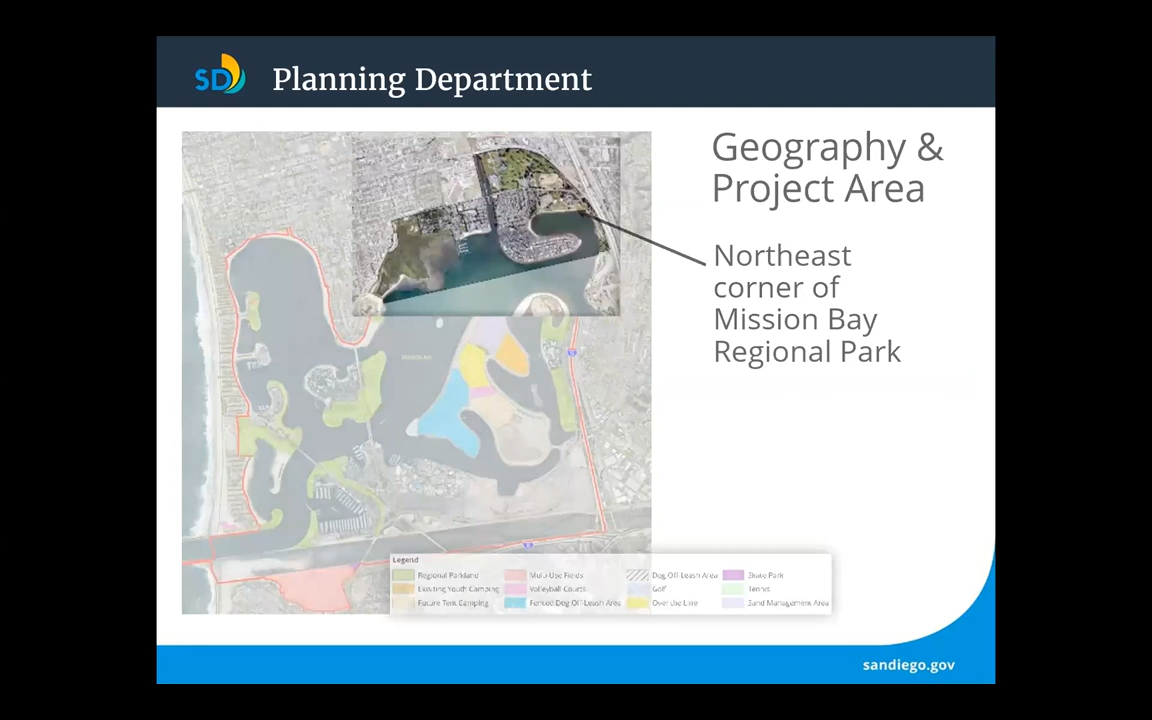 SD
Planning Department
Geography &
Project Area
Northeast
corner of
Mission Bay
Regional Park
Legend
Regional Parkland
Multi-Use Fields
Dog Off-Leash Area
Skate Park
Existing Youth Camping
Volleyball Courts
Golf
Tennis
Future Tent Camping
Fenced Dog Off-Leash Area
Over the Line
Sand Management Area
sandiego.gov